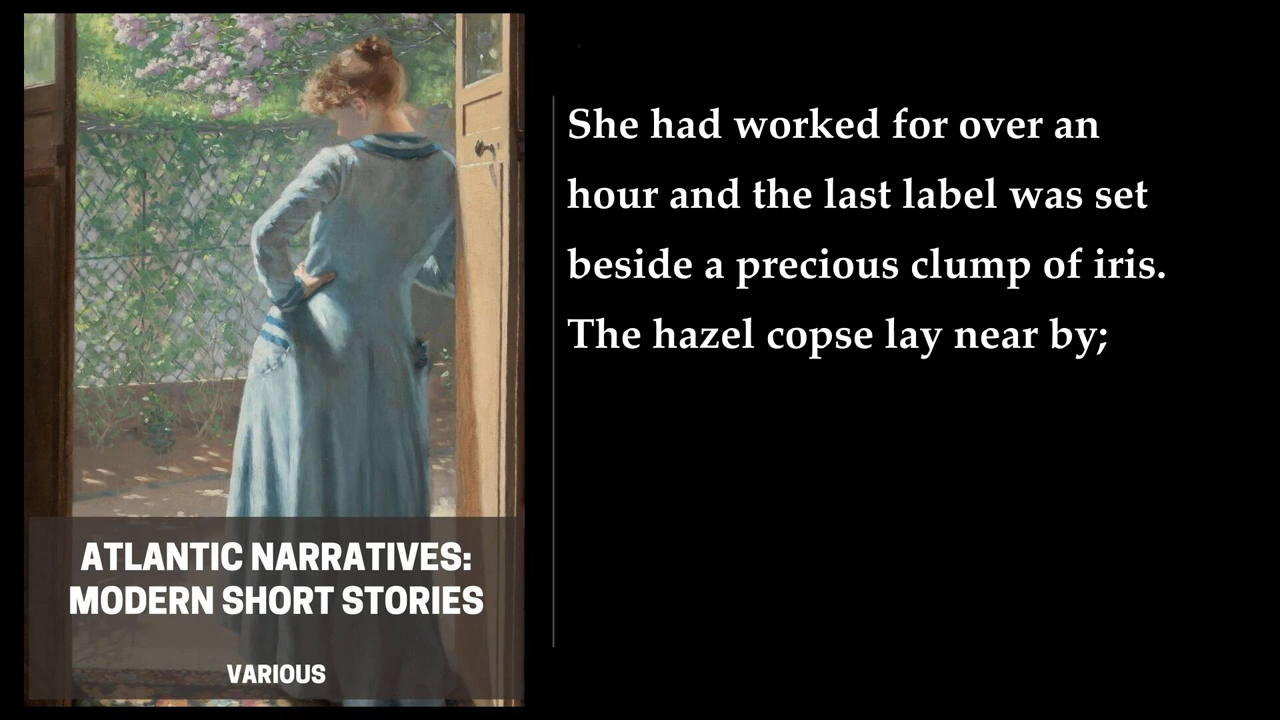 She had worked for over an
hour and the last label was set
beside a precious clump of iris.
The hazel copse lay near by;
ATLANTIC NARRATIVES:
MODERN SHORT STORIES
VARIOUS